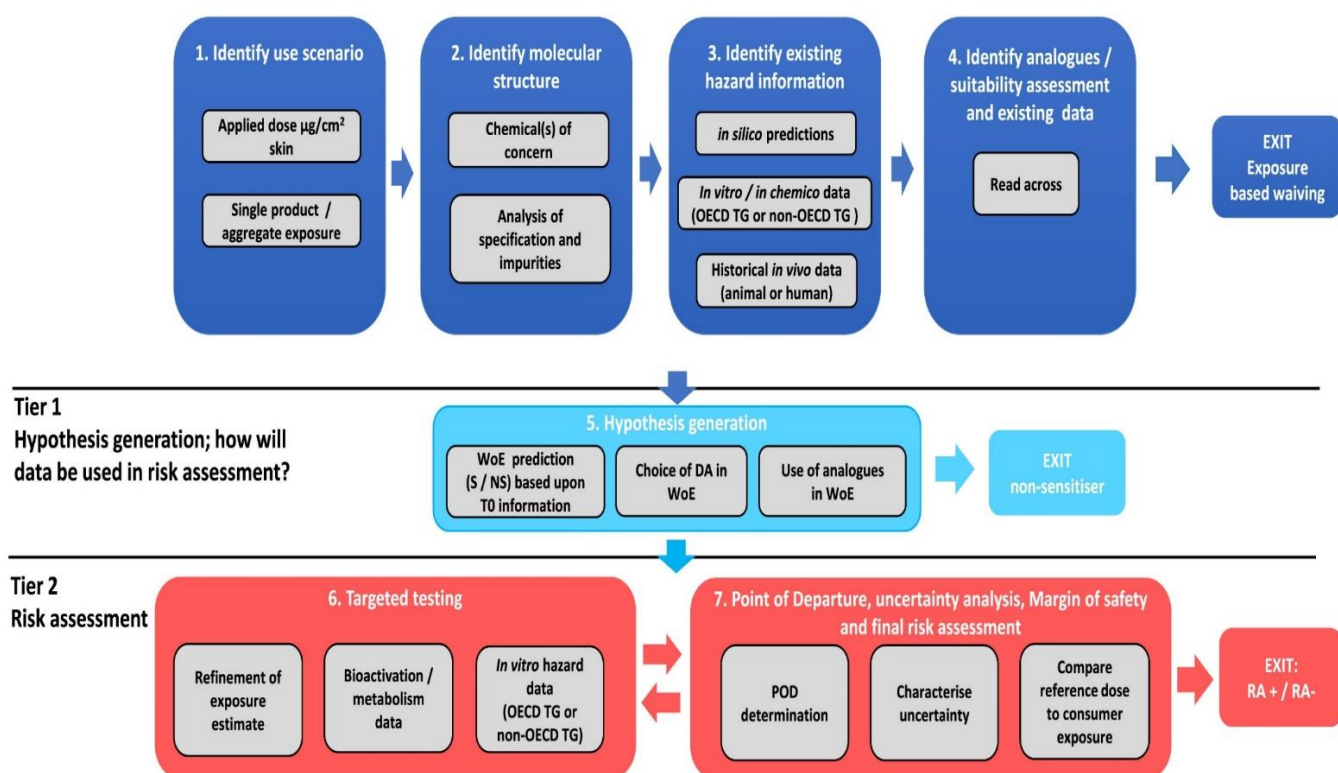 1. Identify use scenario
Applied dose µg/cm²
skin
Single product /
aggregate exposure
2. Identify molecular
structure
Chemical(s) of
concern
Analysis of
specification and
impurities
3. Identify existing
hazard information
in silico predictions
In vitro / in chemico data
(OECD TG or non-OECD TG )
Historical in vivo data
(animal or human)
4. Identify analogues /
suitability assessment
and existing data
Read across
EXIT
Exposure
based waiving
Tier 1
Hypothesis generation; how will
data be used in risk assessment?
5. Hypothesis generation
WoE prediction
(S / NS) based upon
T0 information
Choice of DA in
WoE
Use of analogues
in WoE
EXIT
non-sensitiser
Tier 2
Risk assessment
6. Targeted testing
Refinement of
exposure
estimate
Bioactivation /
metabolism
data
In vitro hazard
data
(OECD TG or
non-OECD TG)
7. Point of Departure, uncertainty analysis, Margin of safety
and final risk assessment
POD
determination
Characterise
uncertainty
Compare
reference dose
to consumer
exposure
EXIT:
RA + / RA-